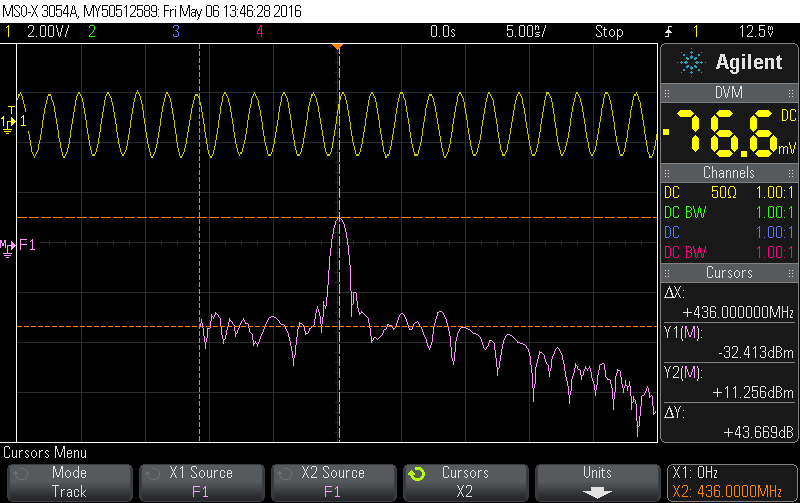 MSO-X 3054A, MY50512589: Fri May 06 13:46:28 2016
1 2.00V/ 2 3 4 0.0s 5.00ns/ Stop 1 12.5V
Agilent
DVM
-76.6 DC mV
Channels
DC 50Ω 1.00:1
DC BW 1.00:1
DC 1.00:1
DC BW 1.00:1
Cursors
ΔX:
+436.000000MHz
Y1(M):
-32.413dBm
Y2(M):
+11.256dBm
ΔY:
+43.669dB
T
1 1
M F1
Cursors Menu
Mode
Track
X1 Source
F1
X2 Source
F1
Cursors
X2
Units
X1: 0Hz
X2: 436.0000MHz